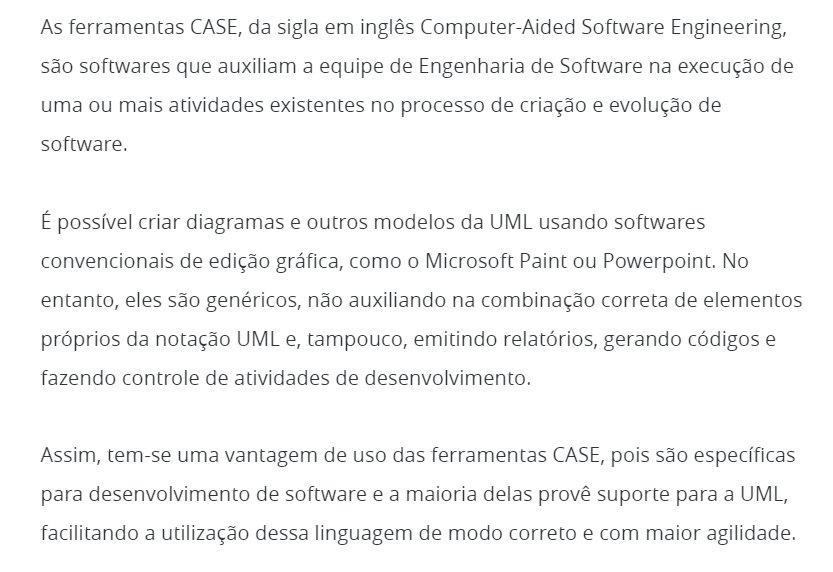 As ferramentas CASE, da sigla em inglês Computer-Aided Software Engineering,
são softwares que auxiliam a equipe de Engenharia de Software na execução de
uma ou mais atividades existentes no processo de criação e evolução de
software.
É possível criar diagramas e outros modelos da UML usando softwares
convencionais de edição gráfica, como o Microsoft Paint ou Powerpoint. No
entanto, eles são genéricos, não auxiliando na combinação correta de elementos
próprios da notação UML e, tampouco, emitindo relatórios, gerando códigos e
fazendo controle de atividades de desenvolvimento.
Assim, tem-se uma vantagem de uso das ferramentas CASE, pois são específicas
para desenvolvimento de software e a maioria delas provê suporte para a UML,
facilitando a utilização dessa linguagem de modo correto e com maior agilidade.